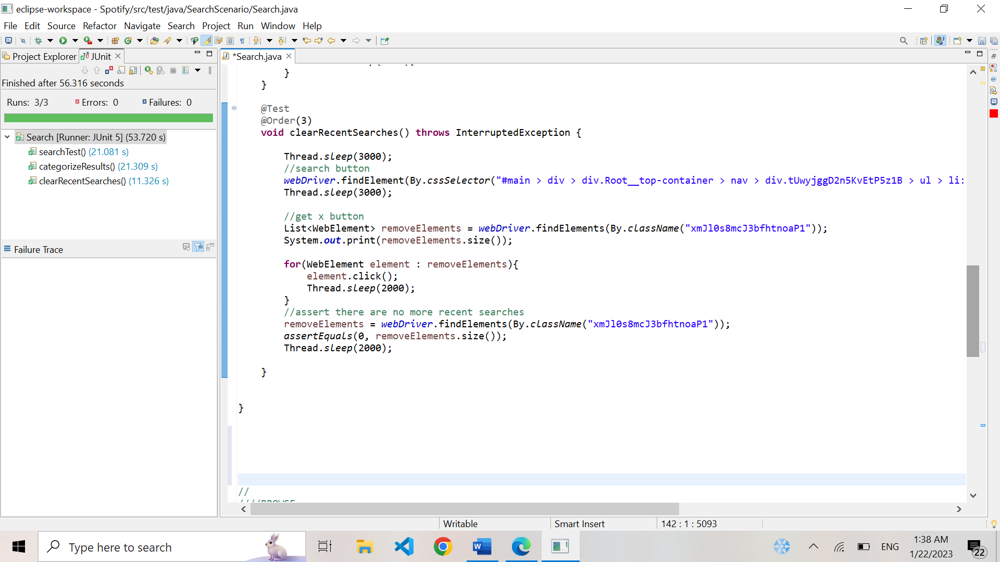 eclipse-workspace - Spotify/src/test/java/SearchScenario/Search.java
File Edit Source Refactor Navigate Search Project Run Window Help
Project Explorer JUnit
*Search.java
Finished after 56.316 seconds
Runs: 3/3 Errors: 0 Failures: 0
Search [Runner: JUnit 5] (53.720 s)
searchTest() (21.081 s)
categorizeResults() (21.309 s)
clearRecentSearches() (11.326 s)
Failure Trace
}
}
@Test
@Order(3)
void clearRecentSearches() throws InterruptedException {
Thread.sleep(3000);
//search button
webDriver.findElement(By.cssSelector("#main > div > div.Root__top-container > nav > div.tUwyjggD2n5KvEtP5z1B > ul > li:
Thread.sleep(3000);
//get x button
List<WebElement> removeElements = webDriver.findElements(By.className("xmJl0s8mcJ3bfhtnoaP1"));
System.out.print(removeElements.size());
for(WebElement element : removeElements){
element.click();
Thread.sleep(2000);
}
//assert there are no more recent searches
removeElements = webDriver.findElements(By.className("xmJl0s8mcJ3bfhtnoaP1"));
assertEquals(0, removeElements.size());
Thread.sleep(2000);
}
}
//
////BROWSE
Writable Smart Insert 142 : 1 : 5093
Type here to search
ENG
1:38 AM
1/22/2023
22